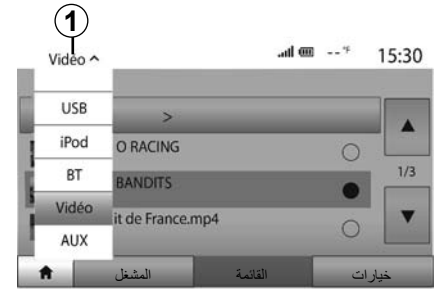 1
Vidéo ^ --°F 15:30
USB
>
iPod
O RACING
BT
BANDITS
1/3
Vidéo
it de France.mp4
AUX
المشغل القائمة خيارات